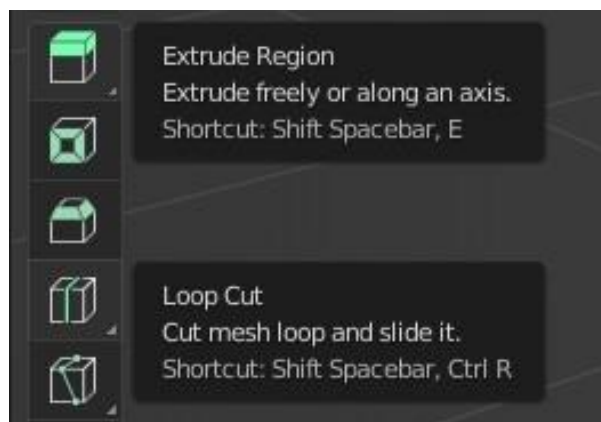 Extrude Region
Extrude freely or along an axis.
Shortcut: Shift Spacebar, E
Loop Cut
Cut mesh loop and slide it.
Shortcut: Shift Spacebar, Ctrl R